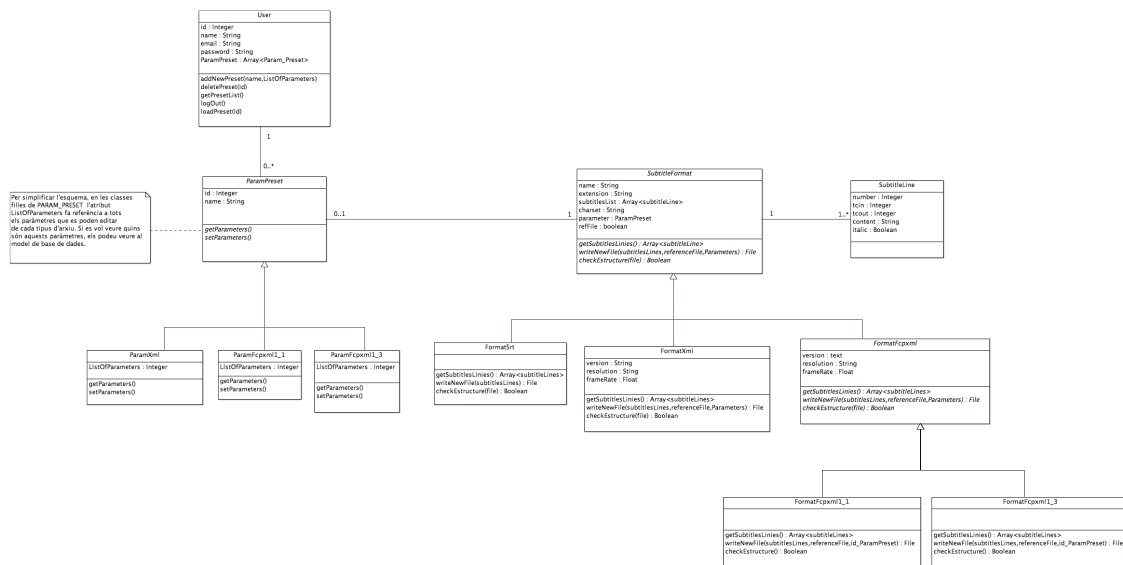 User
id : Integer
name : String
email : String
password : String
ParamPreset : Array<Param_Preset>
addNewPreset(name,ListOfParameters)
deletePreset(id)
getPresetList()
logOut()
loadPreset(id)
1
0..*
Per simplificar l'esquema, en les classes
filles de PARAM_PRESET l'atribut
ListOfParameters fa referència a tots
els paràmetres que es poden editar
de cada tipus d'arxiu. Si es vol veure quins
són aquests paràmetres, els podeu veure al
model de base de dades.
ParamPreset
id : Integer
name : String
getParameters()
setParameters()
0..1
1
SubtitleFormat
name : String
extension : String
subtitlesList : Array<subtitleLine>
charset : String
parameter : ParamPreset
refFile : boolean
getSubtitlesLinies() : Array<subtitleLine>
writeNewFile(subtitlesLines,referenceFile,Parameters) : File
checkEstructure(file) : Boolean
1
1..*
SubtitleLine
number : Integer
tcin : Integer
tcout : Integer
content : String
italic : Boolean
ParamXml
LIstOfParameters : Integer
getParameters()
setParameters()
ParamFcpxml1_1
LIstOfParameters : Integer
getParameters()
setParameters()
ParamFcpxml1_3
LIstOfParameters : Integer
getParameters()
setParameters()
FormatSrt
getSubtitlesLinies() : Array<subtitleLines>
writeNewFile(subtitlesLines) : File
checkEstructure(file) : Boolean
FormatXml
version : String
resolution : String
frameRate : Float
getSubtitlesLinies() : Array<subtitleLines>
writeNewFile(subtitlesLines,referenceFile,Parameters) : File
checkEstructure(file) : Boolean
FormatFcpxml
version : text
resolution : String
frameRate : Float
getSubtitlesLinies() : Array<subtitleLines>
writeNewFile(subtitlesLines,referenceFile,Parameters) : File
checkEstructure(file) : Boolean
FormatFcpxml1_1
getSubtitlesLinies() : Array<subtitleLines>
writeNewFile(subtitlesLines,referenceFile,id_ParamPreset) : File
checkEstructure() : Boolean
FormatFcpxml1_3
getSubtitlesLinies() : Array<subtitleLines>
writeNewFile(subtitlesLines,referenceFile,id_ParamPreset) : File
checkEstructure() : Boolean